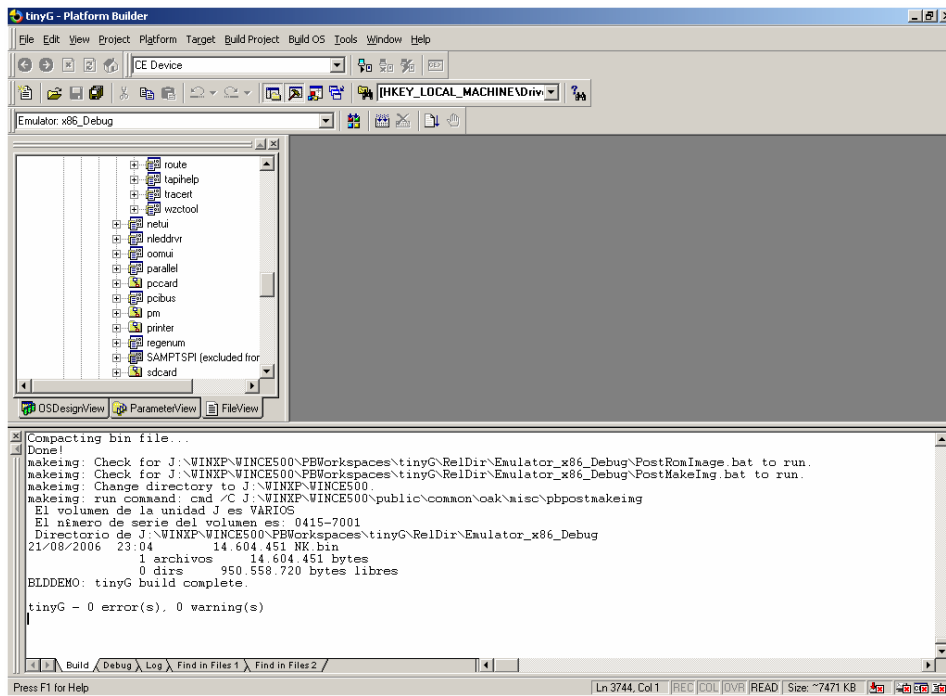 tinyG - Platform Builder
File Edit View Project Platform Target Build Project Build OS Tools Window Help
CE Device
[HKEY_LOCAL_MACHINE\Driv
Emulator: x86_Debug
route
tapihelp
tracert
wzctool
netui
nleddrvr
oomui
parallel
pccard
pcibus
pm
printer
regenum
SAMPTSPI (excluded fror
sdcard
OSDesignView ParameterView FileView
Compacting bin file...
Done!
makeimg: Check for J:\WINXP\WINCE500\PBWorkspaces\tinyG\RelDir\Emulator_x86_Debug\PostRomImage.bat to run.
makeimg: Check for J:\WINXP\WINCE500\PBWorkspaces\tinyG\RelDir\Emulator_x86_Debug\PostMakeImg.bat to run.
makeimg: Change directory to J:\WINXP\WINCE500.
makeimg: run command: cmd /C J:\WINXP\WINCE500\public\common\oak\misc\pbpostmakeimg
El volumen de la unidad J es VARIOS
El n£mero de serie del volumen es: 0415-7001
Directorio de J:\WINXP\WINCE500\PBWorkspaces\tinyG\RelDir\Emulator_x86_Debug
21/08/2006 23:04 14.604.451 NK.bin
1 archivos 14.604.451 bytes
0 dirs 950.558.720 bytes libres
BLDDEMO: tinyG build complete.
tinyG - 0 error(s), 0 warning(s)
Build Debug Log Find in Files 1 Find in Files 2
Press F1 for Help Ln 3744, Col 1 REC COL OVR READ Size: ~7471 KB